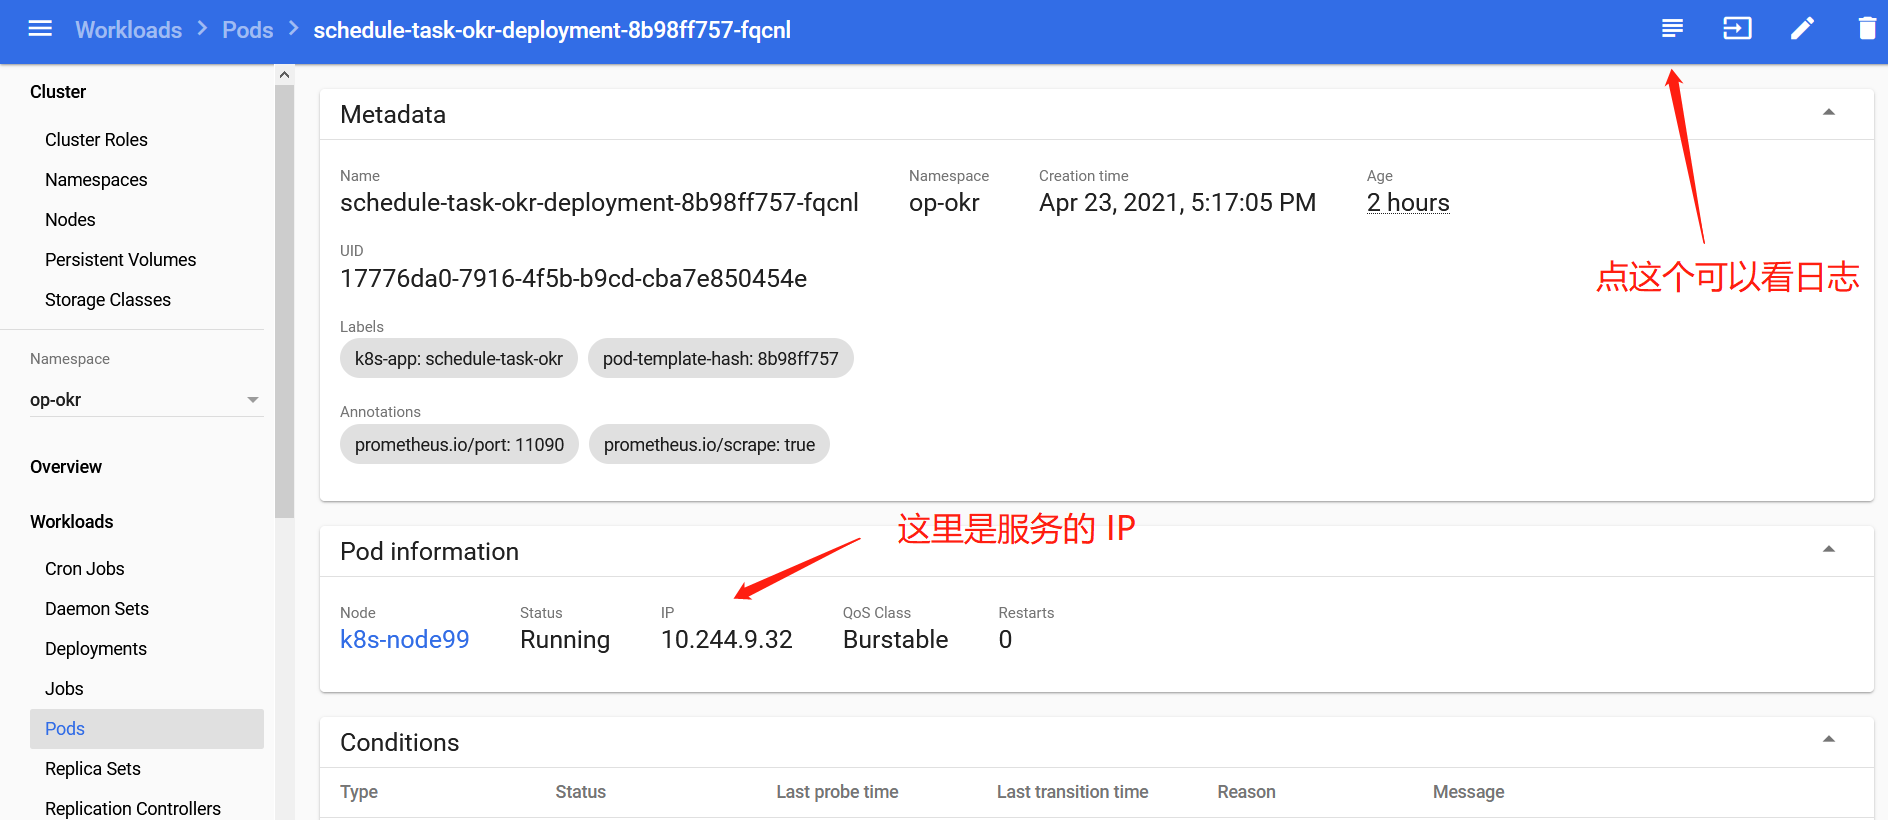 Workloads > Pods > schedule-task-okr-deployment-8b98ff757-fqcnl
Cluster
Cluster Roles
Namespaces
Nodes
Persistent Volumes
Storage Classes
Namespace
op-okr
Overview
Workloads
Cron Jobs
Daemon Sets
Deployments
Jobs
Pods
Replica Sets
Replication Controllers
Metadata
Name Namespace Creation time Age
schedule-task-okr-deployment-8b98ff757-fqcnl op-okr Apr 23, 2021, 5:17:05 PM 2 hours
UID
17776da0-7916-4f5b-b9cd-cba7e850454e
点这个可以看日志
Labels
k8s-app: schedule-task-okr pod-template-hash: 8b98ff757
Annotations
prometheus.io/port: 11090 prometheus.io/scrape: true
这里是服务的 IP
Pod information
Node Status IP QoS Class Restarts
k8s-node99 Running 10.244.9.32 Burstable 0
Conditions
Type Status Last probe time Last transition time Reason Message